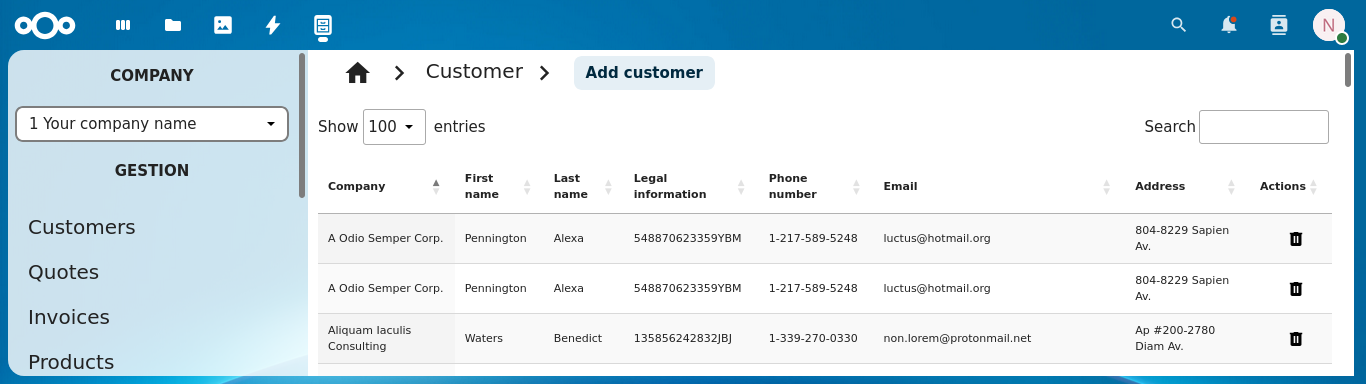 N
COMPANY
1 Your company name
GESTION
Customers
Quotes
Invoices
Products
Customer
Add customer
Show 100 entries
Search
Company First name Last name Legal information Phone number Email Address Actions
A Odio Semper Corp. Pennington Alexa 548870623359YBM 1-217-589-5248 luctus@hotmail.org 804-8229 Sapien Av.
A Odio Semper Corp. Pennington Alexa 548870623359YBM 1-217-589-5248 luctus@hotmail.org 804-8229 Sapien Av.
Aliquam Iaculis Consulting Waters Benedict 135856242832JBJ 1-339-270-0330 non.lorem@protonmail.net Ap #200-2780 Diam Av.